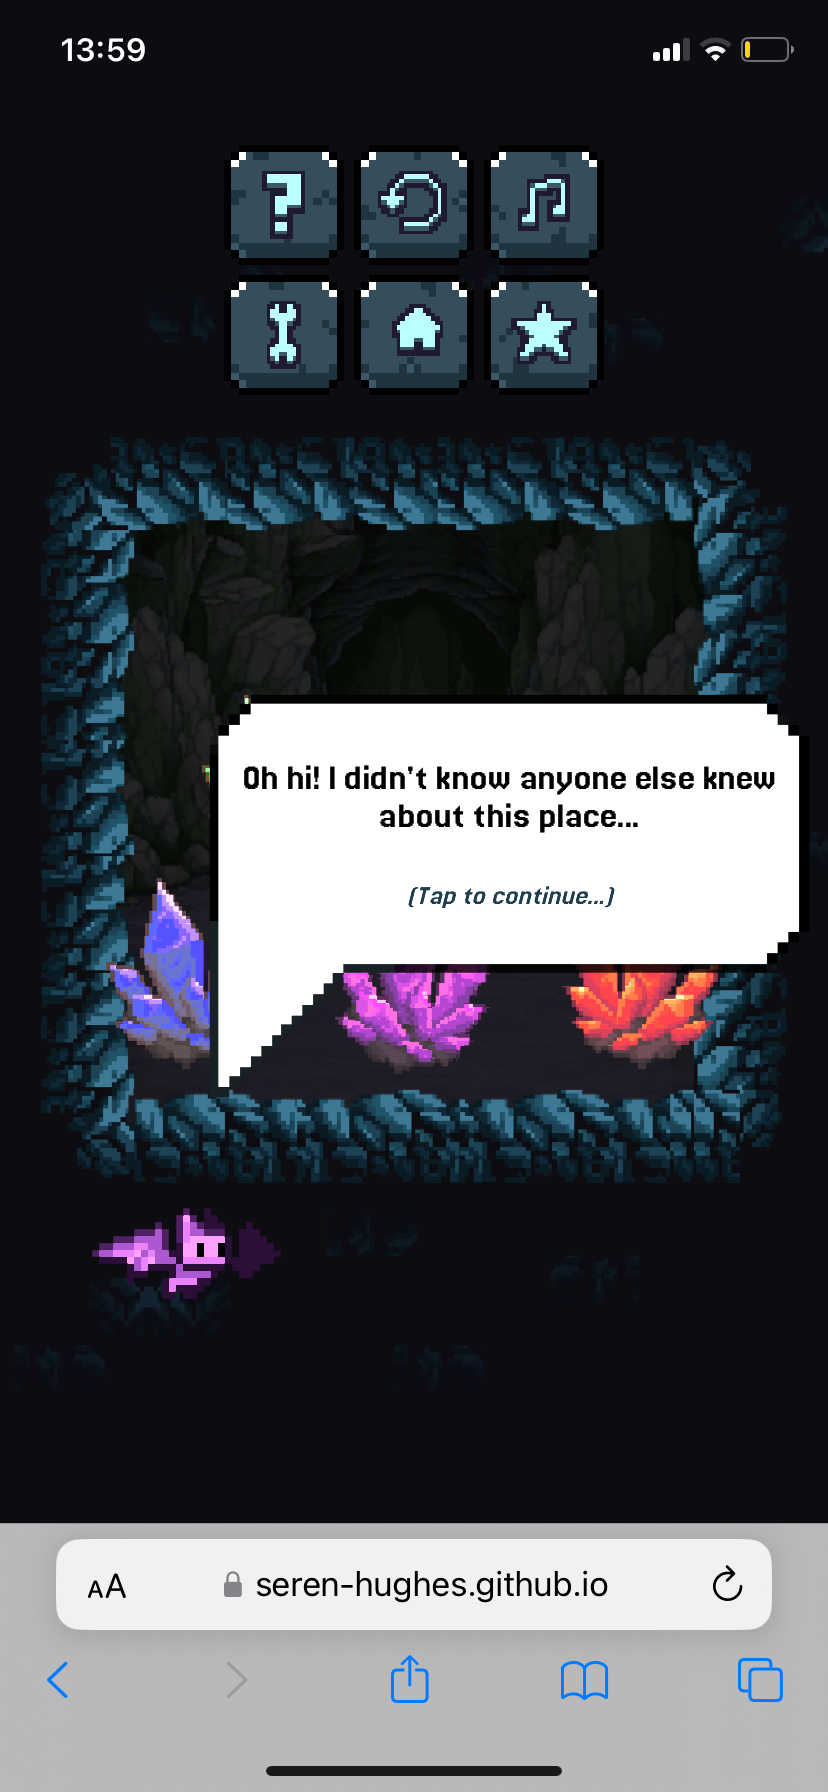 13:59
Oh hi! I didn't know anyone else knew
about this place...
(Tap to continue...)
AA
seren-hughes.github.io